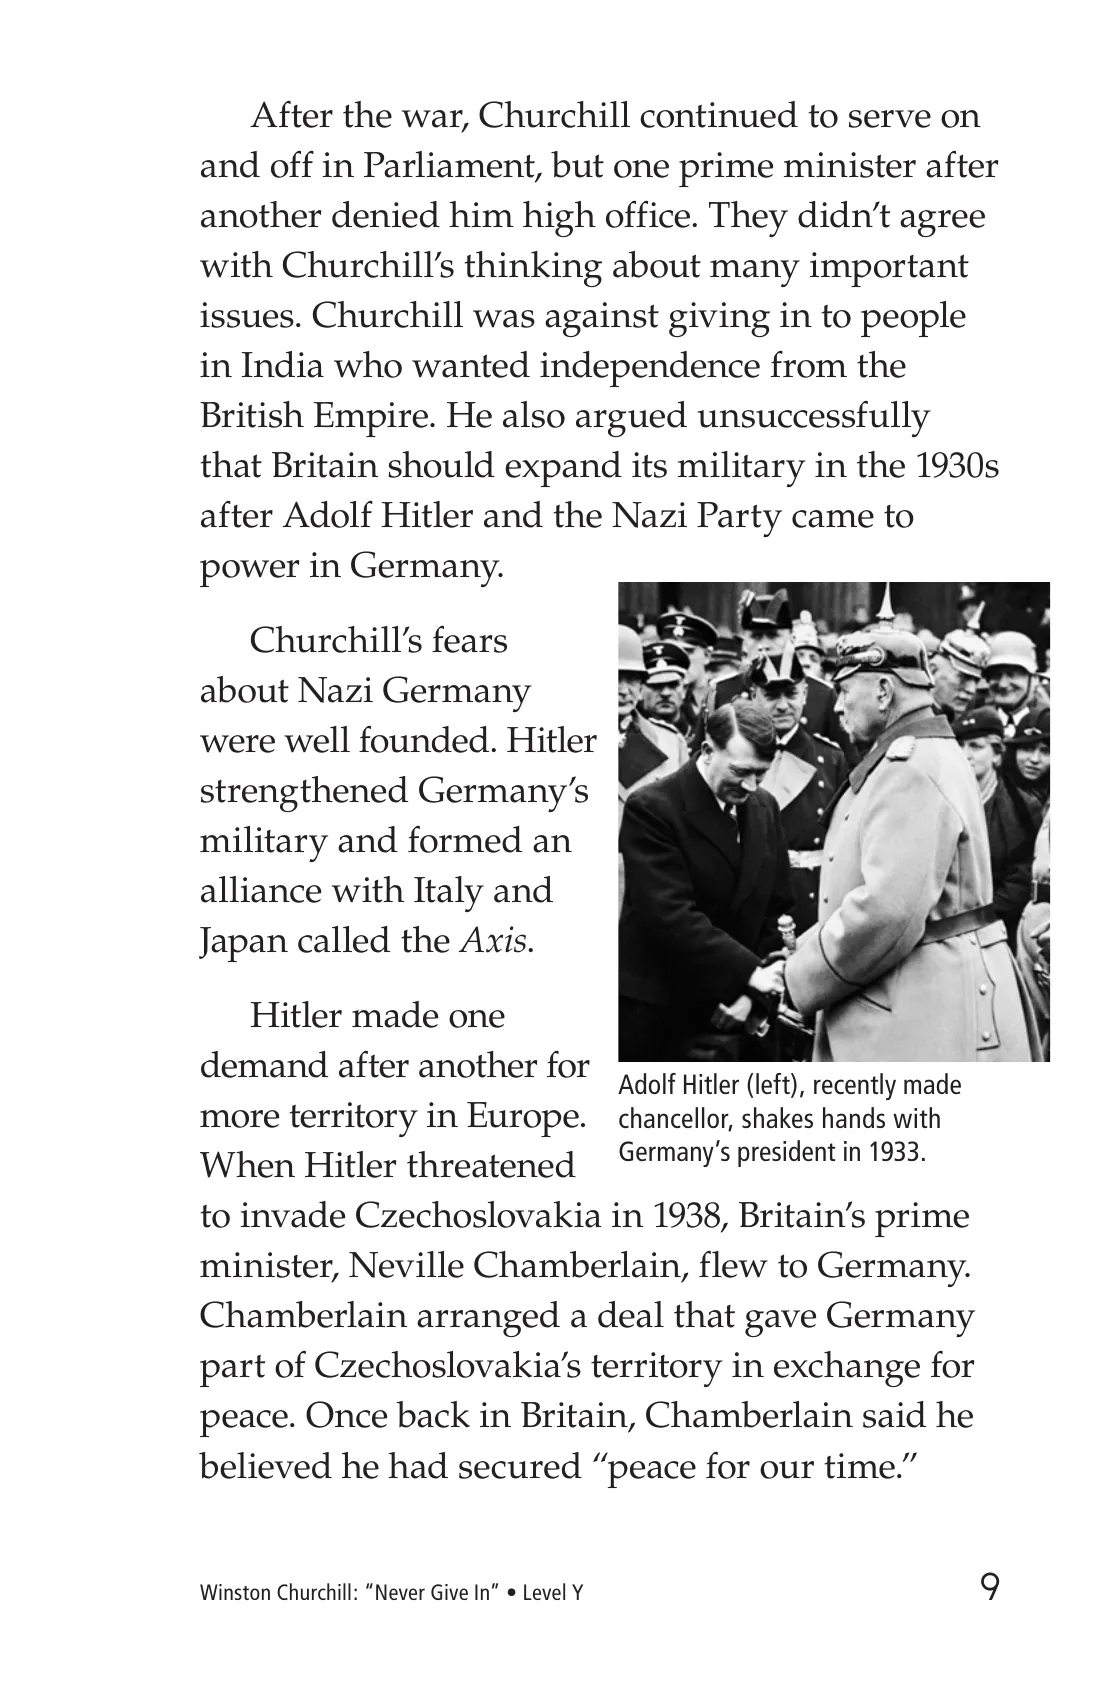 After the war, Churchill continued to serve on
and off in Parliament, but one prime minister after
another denied him high office. They didn’t agree
with Churchill’s thinking about many important
issues. Churchill was against giving in to people
in India who wanted independence from the
British Empire. He also argued unsuccessfully
that Britain should expand its military in the 1930s
after Adolf Hitler and the Nazi Party came to
power in Germany.
Churchill’s fears
about Nazi Germany
were well founded. Hitler
strengthened Germany’s
military and formed an
alliance with Italy and
Japan called the Axis.
Hitler made one
demand after another for
more territory in Europe.
When Hitler threatened
to invade Czechoslovakia in 1938, Britain’s prime
minister, Neville Chamberlain, flew to Germany.
Chamberlain arranged a deal that gave Germany
part of Czechoslovakia’s territory in exchange for
peace. Once back in Britain, Chamberlain said he
believed he had secured “peace for our time.”
Adolf Hitler (left), recently made
chancellor, shakes hands with
Germany’s president in 1933.
Winston Churchill: “Never Give In” • Level Y
9